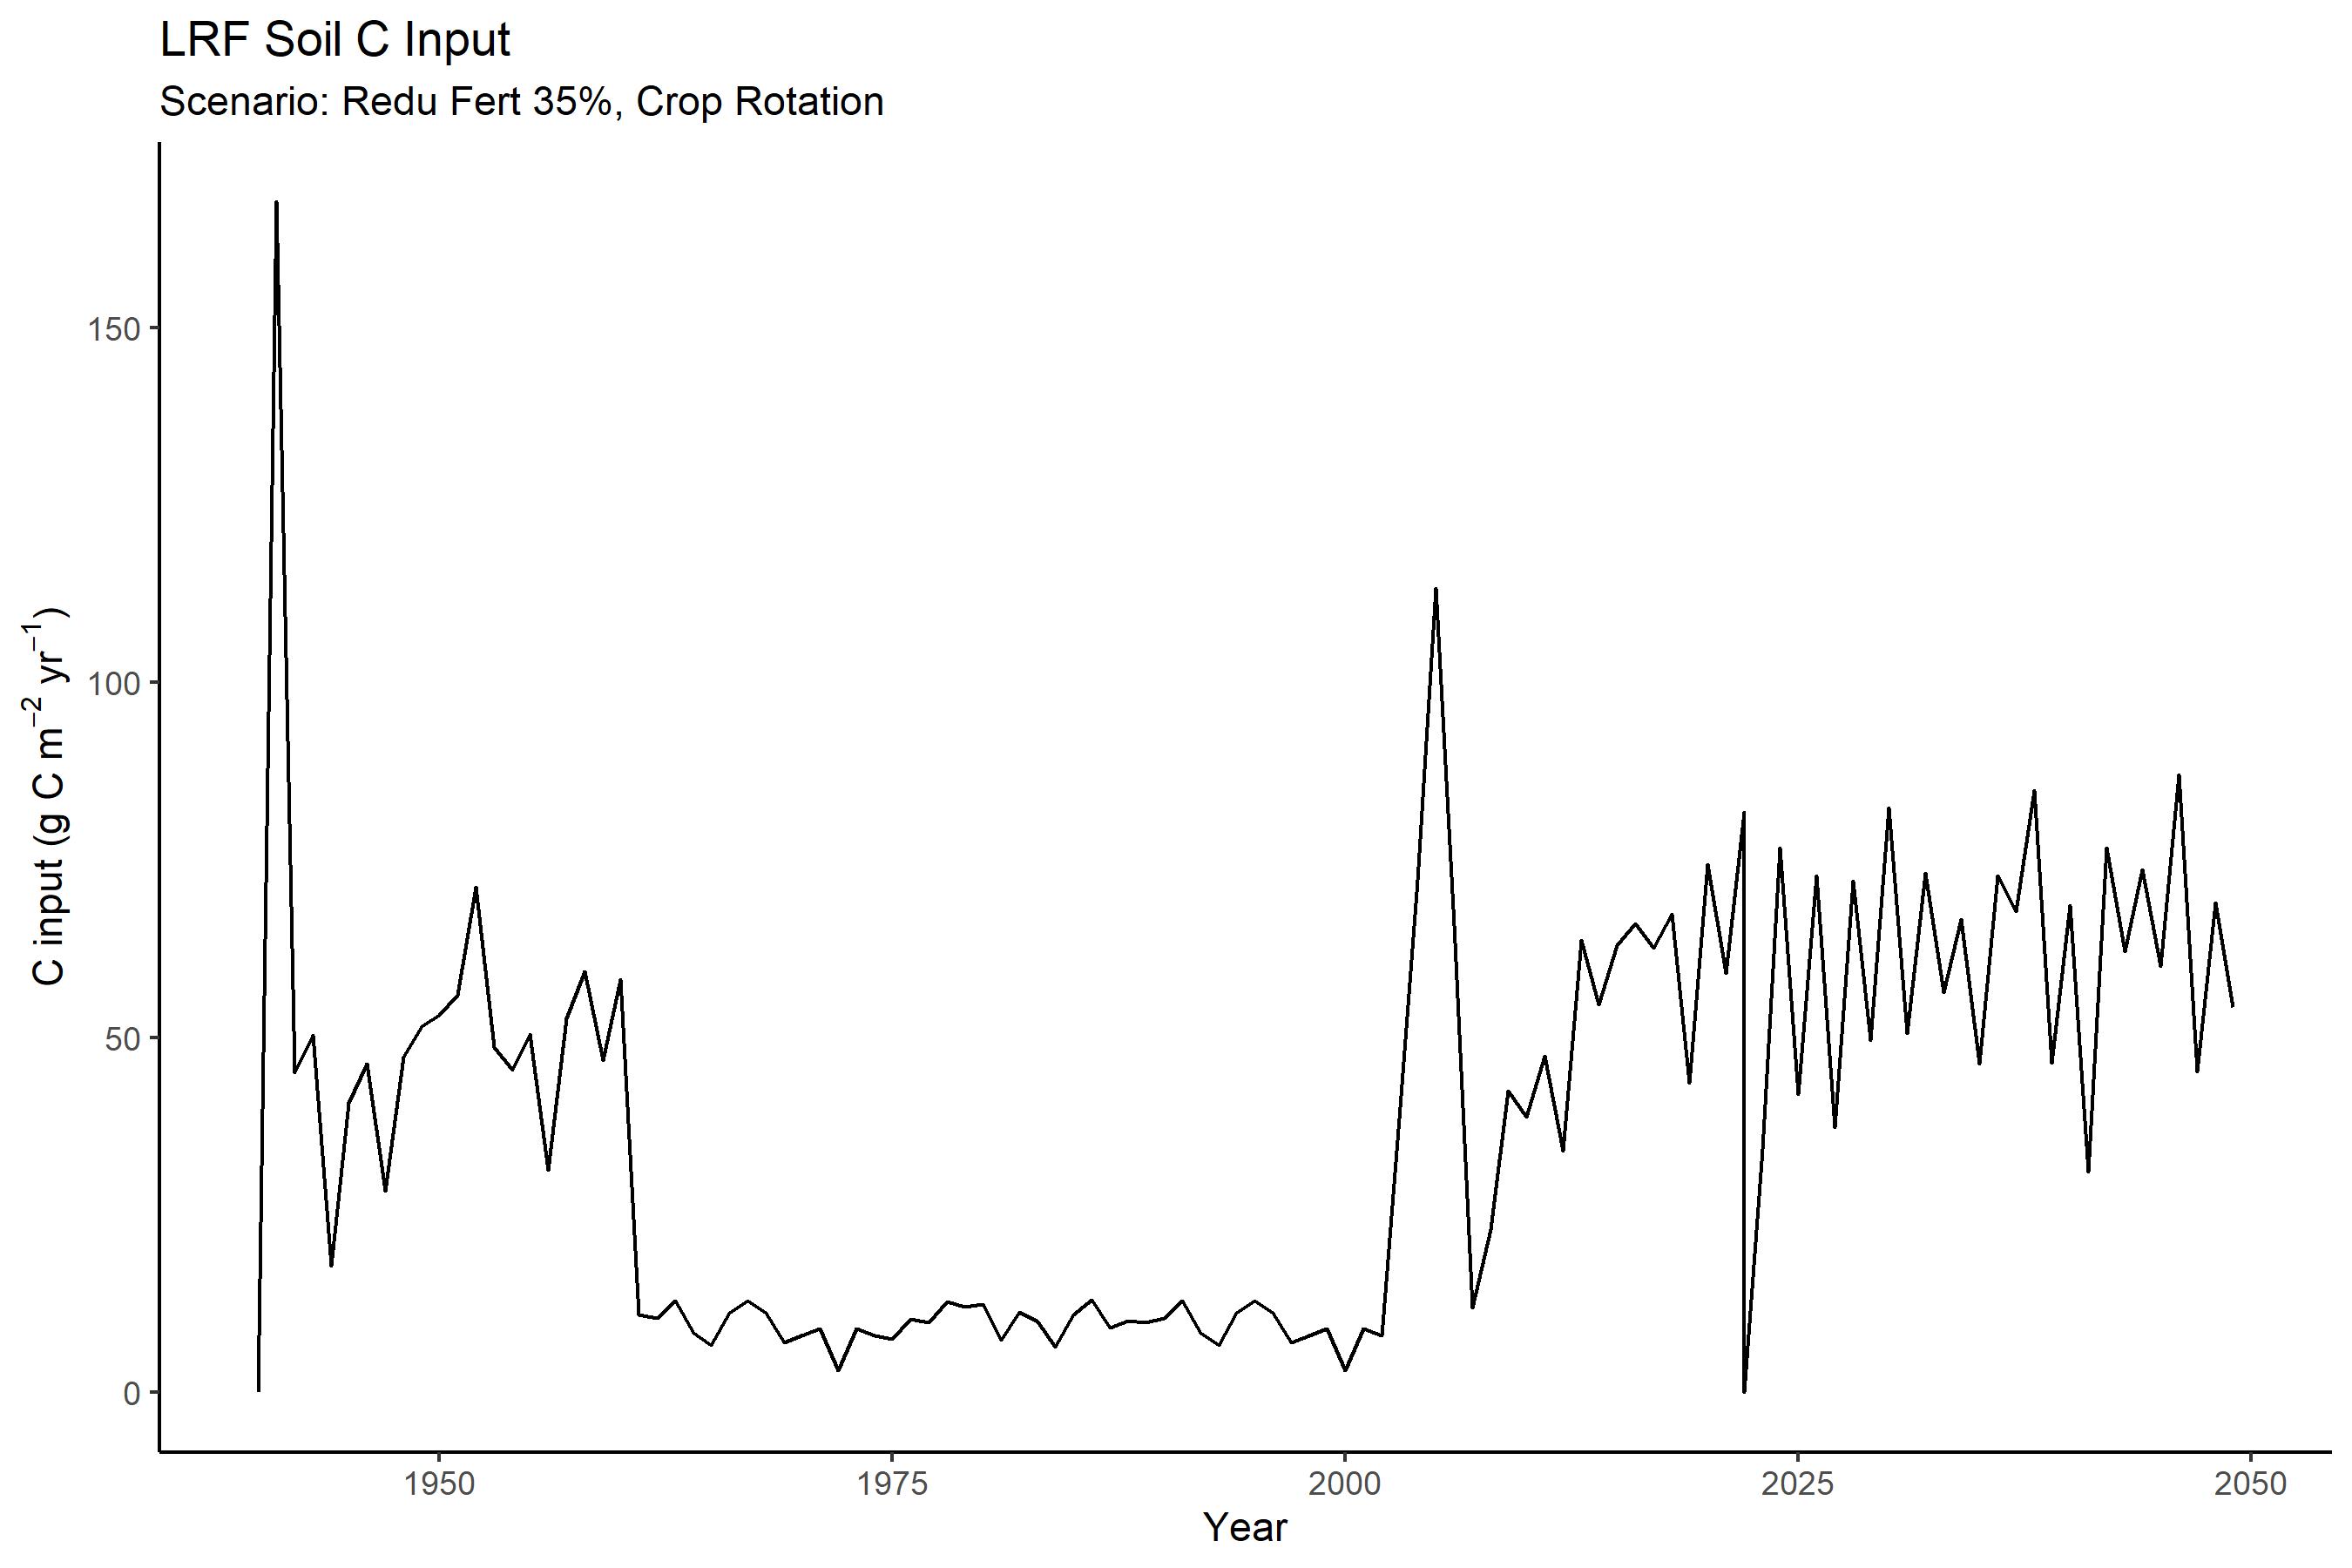 LRF Soil C Input
Scenario: Redu Fert 35%, Crop Rotation
C input (g C m⁻² yr⁻¹)
150
100
50
0
1950 1975 2000 2025 2050
Year